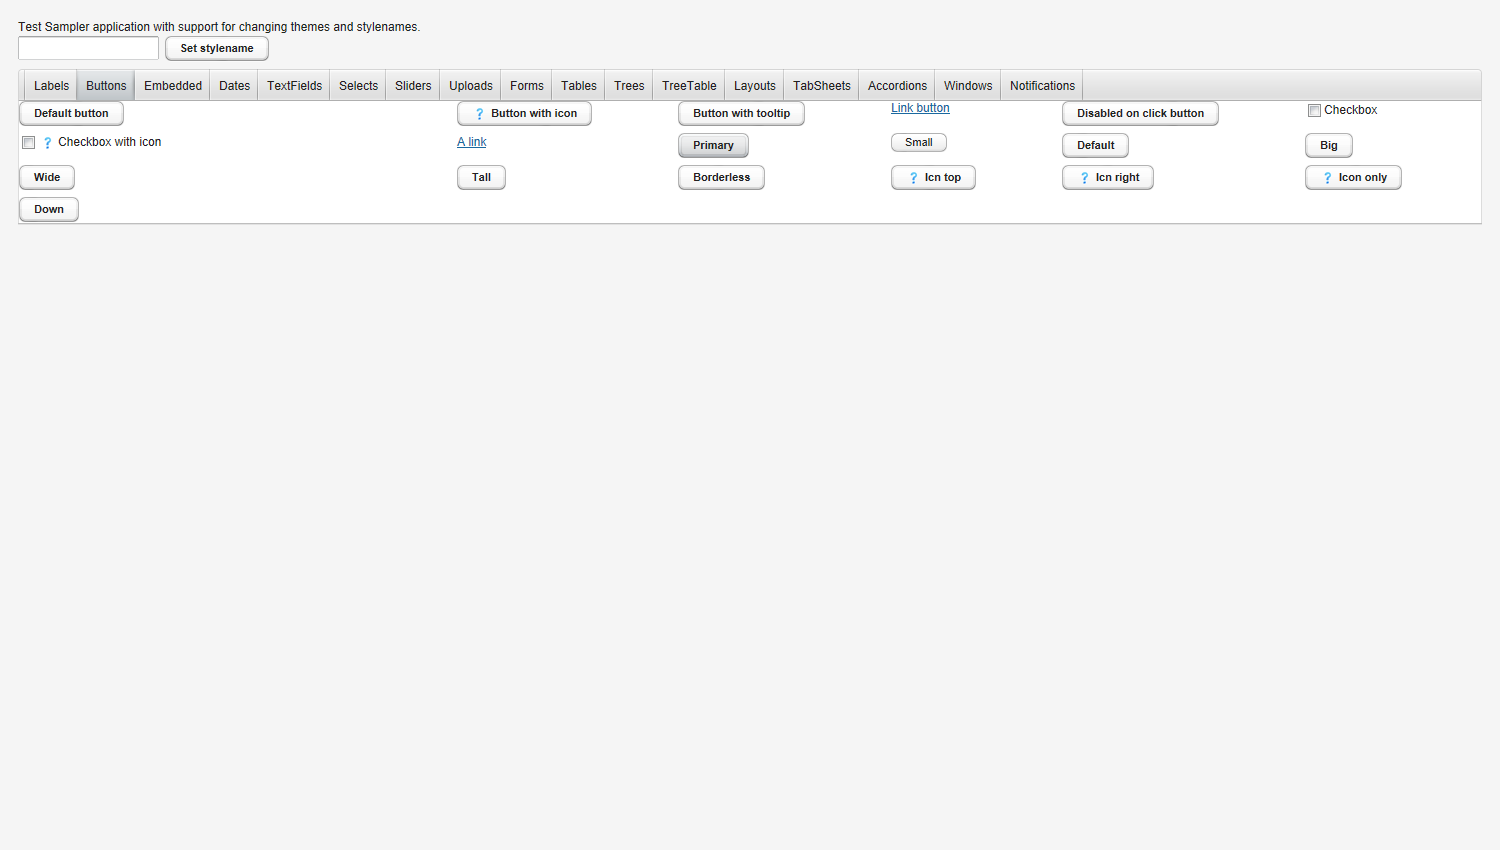 Test Sampler application with support for changing themes and stylenames.
Set stylename
Labels Buttons Embedded Dates TextFields Selects Sliders Uploads Forms Tables Trees TreeTable Layouts TabSheets Accordions Windows Notifications
Default button ? Button with icon Button with tooltip Link button Disabled on click button Checkbox
? Checkbox with icon A link Primary Small Default Big
Wide Tall Borderless ? Icn top ? Icn right ? Icon only
Down